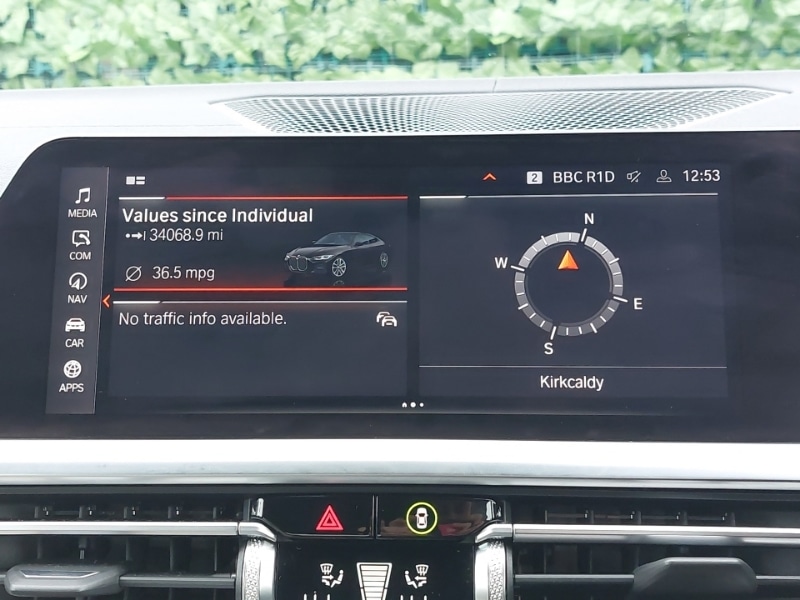 2 BBC R1D 12:53
MEDIA
COM
NAV
CAR
APPS
Values since Individual
34068.9 mi
36.5 mpg
No traffic info available.
N
W
E
S
Kirkcaldy